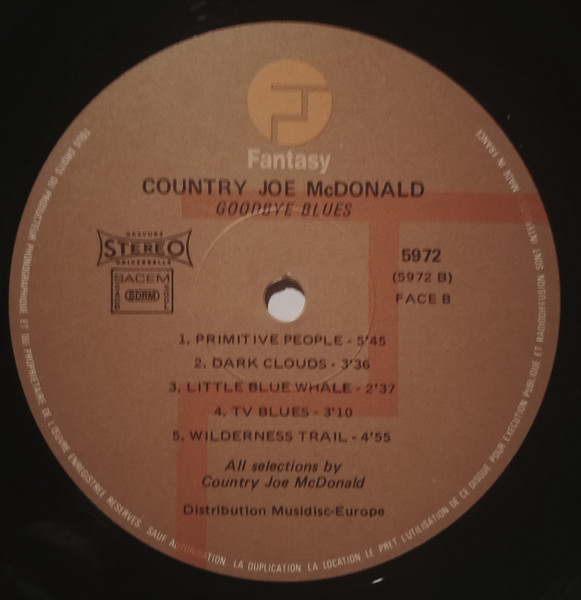 Fantasy
COUNTRY JOE McDONALD
GOODBYE BLUES
GRAVURE
STEREO
UNIVERSELLE
SACEM
SDRM
5972
(5972 B)
FACE B
1. PRIMITIVE PEOPLE - 5'45
2. DARK CLOUDS - 3'36
3. LITTLE BLUE WHALE - 2'37
4. TV BLUES - 3'10
5. WILDERNESS TRAIL - 4'55
All selections by
Country Joe McDonald
Distribution Musidisc-Europe
TOUS DROITS DU PRODUCTEUR PHONOGRAPHIQUE ET DU PROPRIETAIRE DE L'ŒUVRE ENREGISTREE RESERVES. SAUF AUTORISATION LA DUPLICATION LA LOCATION LE PRET L'UTILISATION DE CE DISQUE POUR EXECUTION PUBLIQUE ET RADIODIFFUSION SONT MADE IN FRANCE